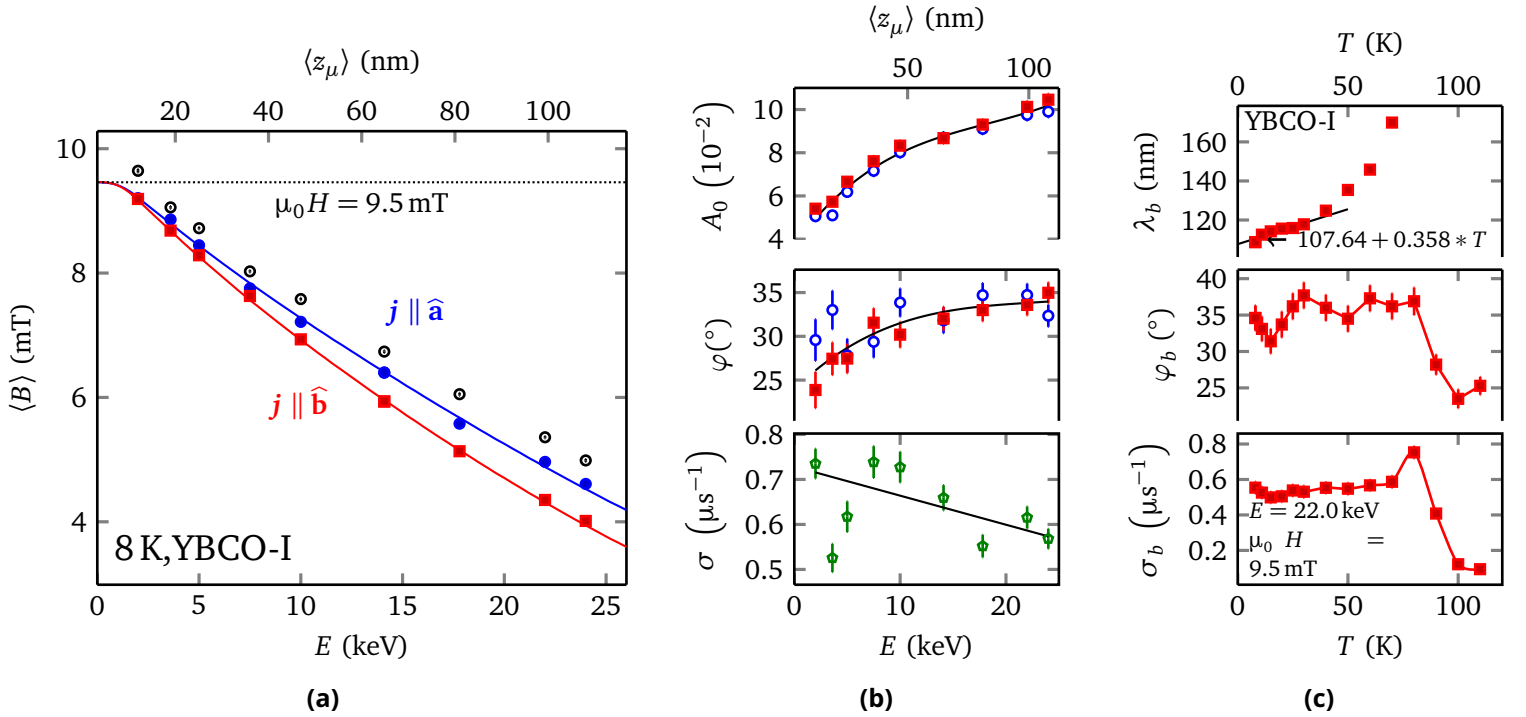 ⟨z_μ⟩ (nm)
20 40 60 80 100
10
8
6
4
⟨B⟩ (mT)
μ₀H = 9.5 mT
j ∥ â
j ∥ b̂
8 K,YBCO-I
0 5 10 15 20 25
E (keV)
(a)
⟨z_μ⟩ (nm)
50 100
10
8
6
4
A₀ (10⁻²)
35
30
25
φ(°)
0.8
0.7
0.6
0.5
σ (μs⁻¹)
0 10 20
E (keV)
(b)
T (K)
0 50 100
YBCO-I
160
140
120
λ_b (nm)
← 107.64 + 0.358 * T
40
35
30
25
φ_b (°)
0.8
0.6
0.4
0.2
σ_b (μs⁻¹)
E = 22.0 keV
μ₀ H =
9.5 mT
0 50 100
T (K)
(c)